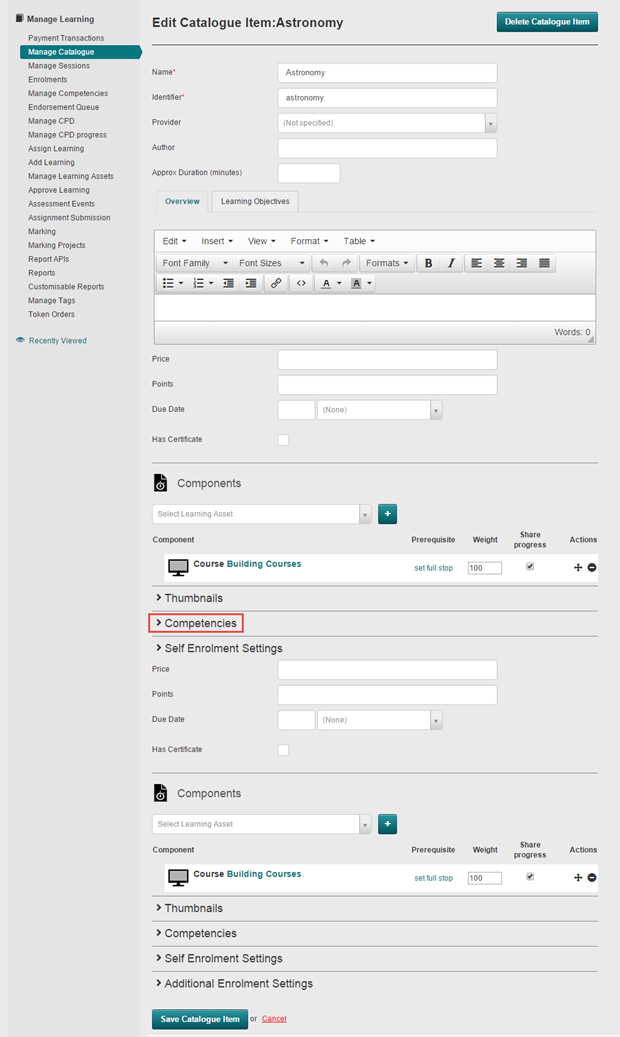 Manage Learning
Payment Transactions
Manage Catalogue
Manage Sessions
Enrolments
Manage Competencies
Endorsement Queue
Manage CPD
Manage CPD progress
Assign Learning
Add Learning
Manage Learning Assets
Approve Learning
Assessment Events
Assignment Submission
Marking
Marking Projects
Report APIs
Reports
Customisable Reports
Manage Tags
Token Orders
Recently Viewed
Edit Catalogue Item:Astronomy
Delete Catalogue Item
Name* Astronomy
Identifier* astronomy
Provider (Not specified)
Author
Approx Duration (minutes)
Overview Learning Objectives
Edit Insert View Format Table
Font Family Font Sizes Formats B I
A A
Words: 0
Price
Points
Due Date (None)
Has Certificate
Components
Select Learning Asset +
Component Prerequisite Weight Share progress Actions
Course Building Courses set full stop 100
Thumbnails
Competencies
Self Enrolment Settings
Price
Points
Due Date (None)
Has Certificate
Components
Select Learning Asset +
Component Prerequisite Weight Share progress Actions
Course Building Courses set full stop 100
Thumbnails
Competencies
Self Enrolment Settings
Additional Enrolment Settings
Save Catalogue Item or Cancel